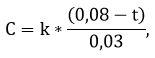 C = k * (0,08 – t) / 0,03,